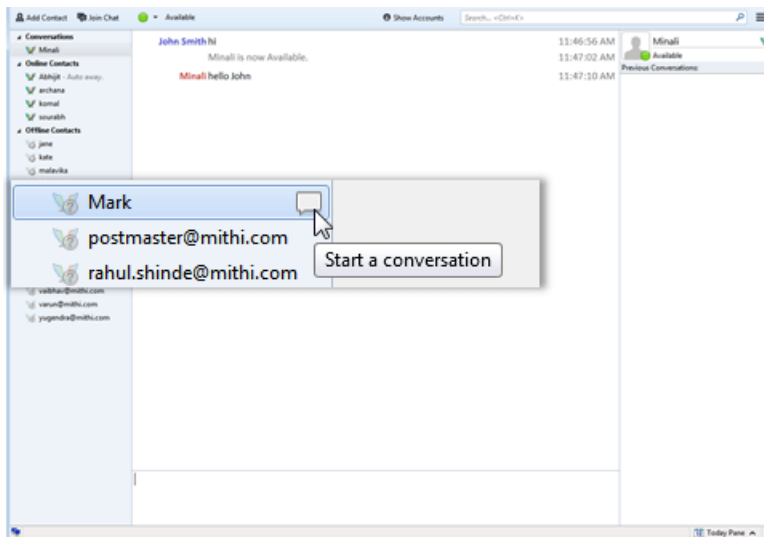 Add Contact Join Chat Available Show Accounts Search... <Ctrl+K>
Conversations
Minali
Online Contacts
Abhijit - Auto away.
archana
komal
sourabh
Offline Contacts
jane
kate
malavika
Mark
postmaster@mithi.com
rahul.shinde@mithi.com
Start a conversation
vaibhav@mithi.com
varun@mithi.com
yugendra@mithi.com
John Smith hi 11:46:56 AM
Minali is now Available. 11:47:02 AM
Minali hello John 11:47:10 AM
Minali
Available
Previous Conversations:
Today Pane